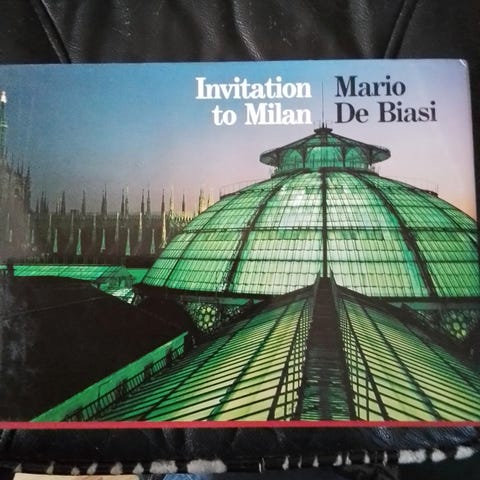 Invitation
to Milan
Mario
De Biasi